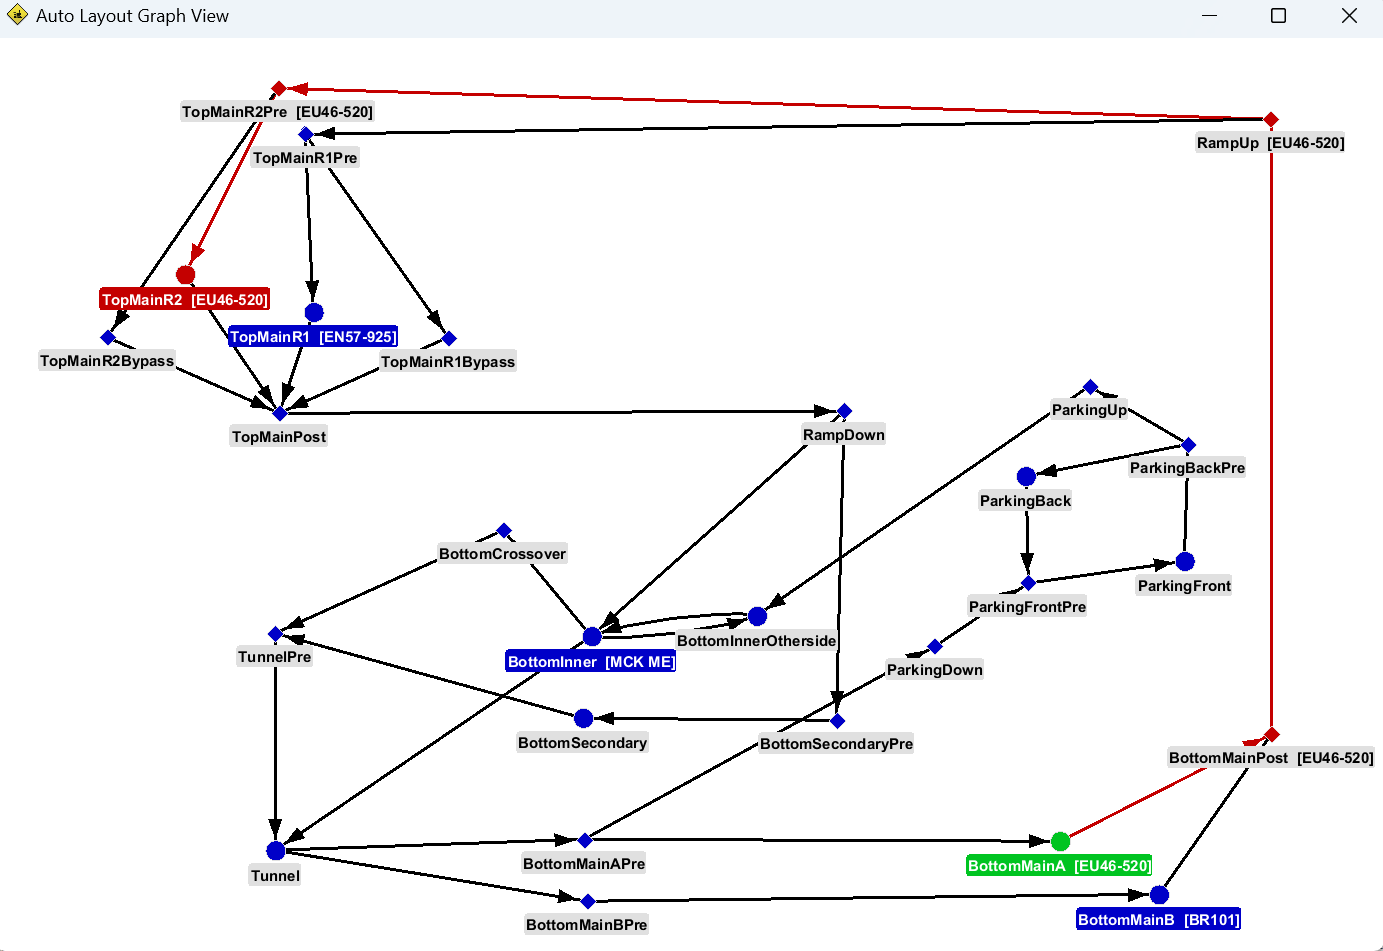 Auto Layout Graph View
TopMainR2Pre [EU46-520]
RampUp [EU46-520]
TopMainR1Pre
TopMainR2 [EU46-520]
TopMainR1 [EN57-925]
TopMainR2Bypass
TopMainR1Bypass
ParkingUp
TopMainPost
RampDown
ParkingBackPre
ParkingBack
BottomCrossover
ParkingFront
ParkingFrontPre
BottomInnerOtherside
TunnelPre
BottomInner [MCK ME]
ParkingDown
BottomSecondary
BottomSecondaryPre
BottomMainPost [EU46-520]
BottomMainAPre
BottomMainA [EU46-520]
Tunnel
BottomMainB [BR101]
BottomMainBPre